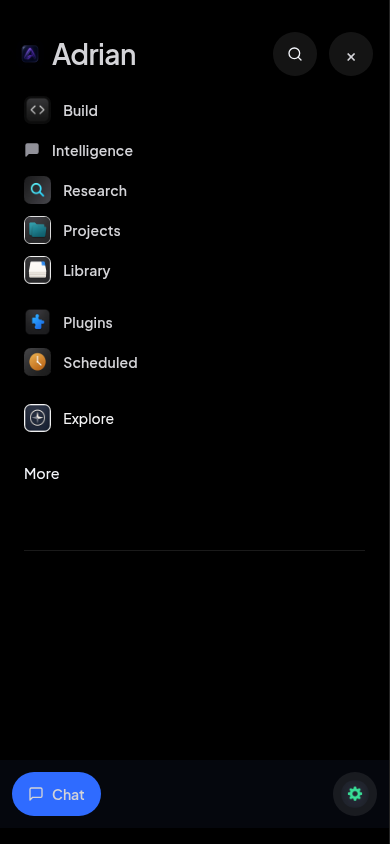 Adrian
Build
Intelligence
Research
Projects
Library
Plugins
Scheduled
Explore
More
Chat